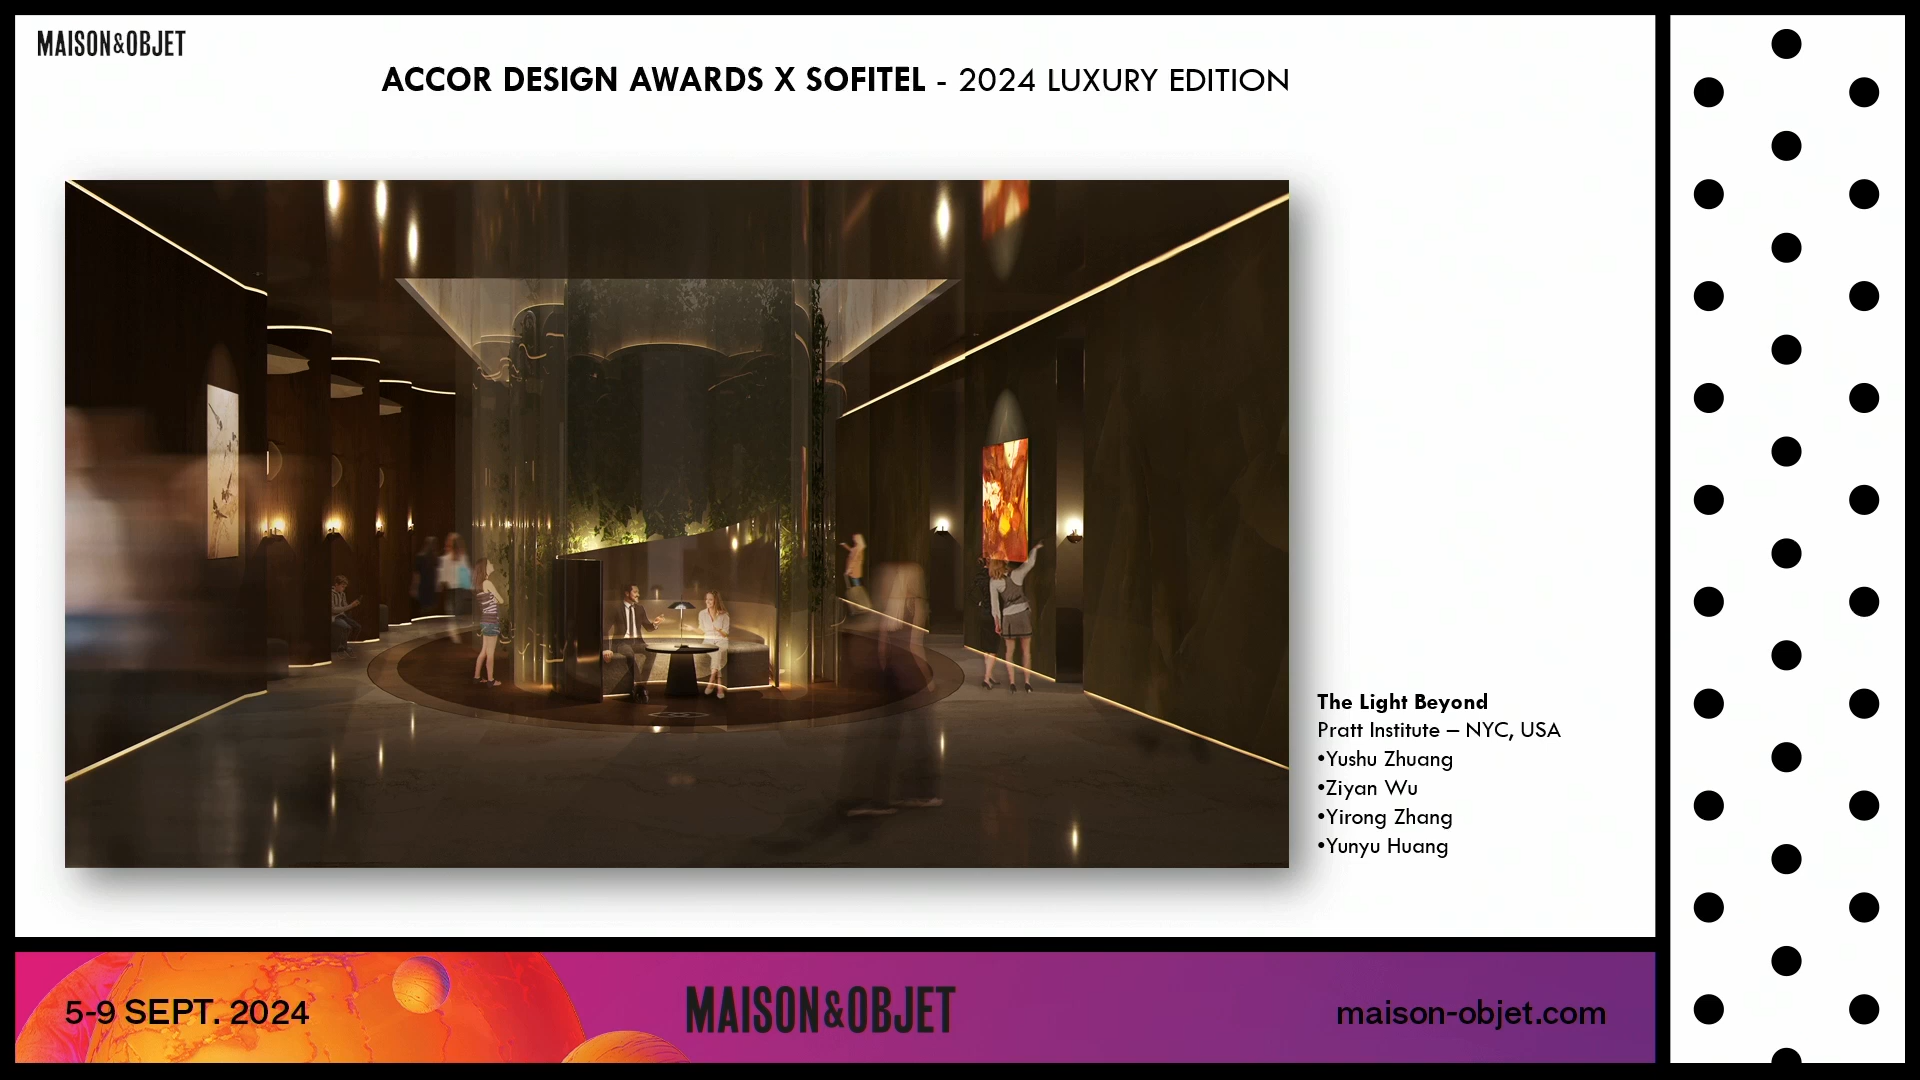 MAISON&OBJET
ACCOR DESIGN AWARDS X SOFITEL - 2024 LUXURY EDITION
The Light Beyond
Pratt Institute – NYC, USA
•Yushu Zhuang
•Ziyan Wu
•Yirong Zhang
•Yunyu Huang
5-9 SEPT. 2024
MAISON&OBJET
maison-objet.com